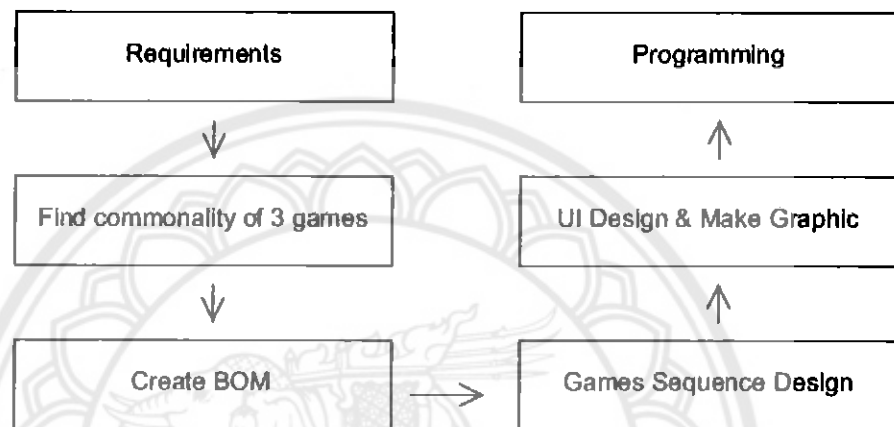 Requirements
Find commonality of 3 games
Create BOM
Games Sequence Design
UI Design & Make Graphic
Programming